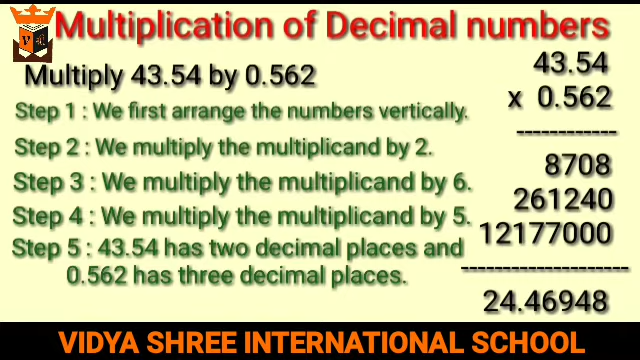 Multiplication of Decimal numbers
Multiply 43.54 by 0.562
43.54
x 0.562
------------
Step 1 : We first arrange the numbers vertically.
Step 2 : We multiply the multiplicand by 2.
8708
Step 3 : We multiply the multiplicand by 6.
261240
Step 4 : We multiply the multiplicand by 5.
12177000
Step 5 : 43.54 has two decimal places and
0.562 has three decimal places.
--------------------
24.46948
VIDYA SHREE INTERNATIONAL SCHOOL